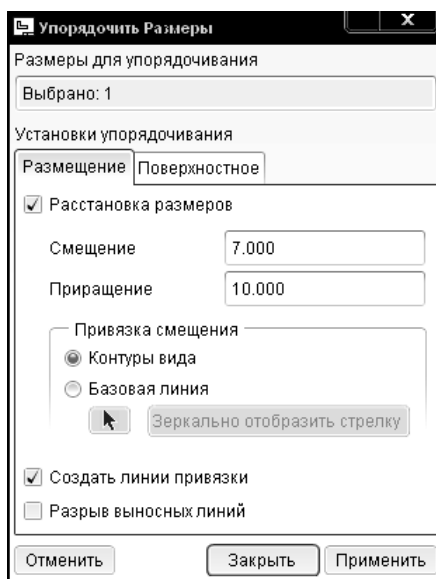 Упорядочить Размеры
Размеры для упорядочивания
Выбрано: 1
Установки упорядочивания
Размещение Поверхностное
Расстановка размеров
Смещение 7.000
Приращение 10.000
Привязка смещения
Контуры вида
Базовая линия
Зеркально отобразить стрелку
Создать линии привязки
Разрыв выносных линий
Отменить Закрыть Применить